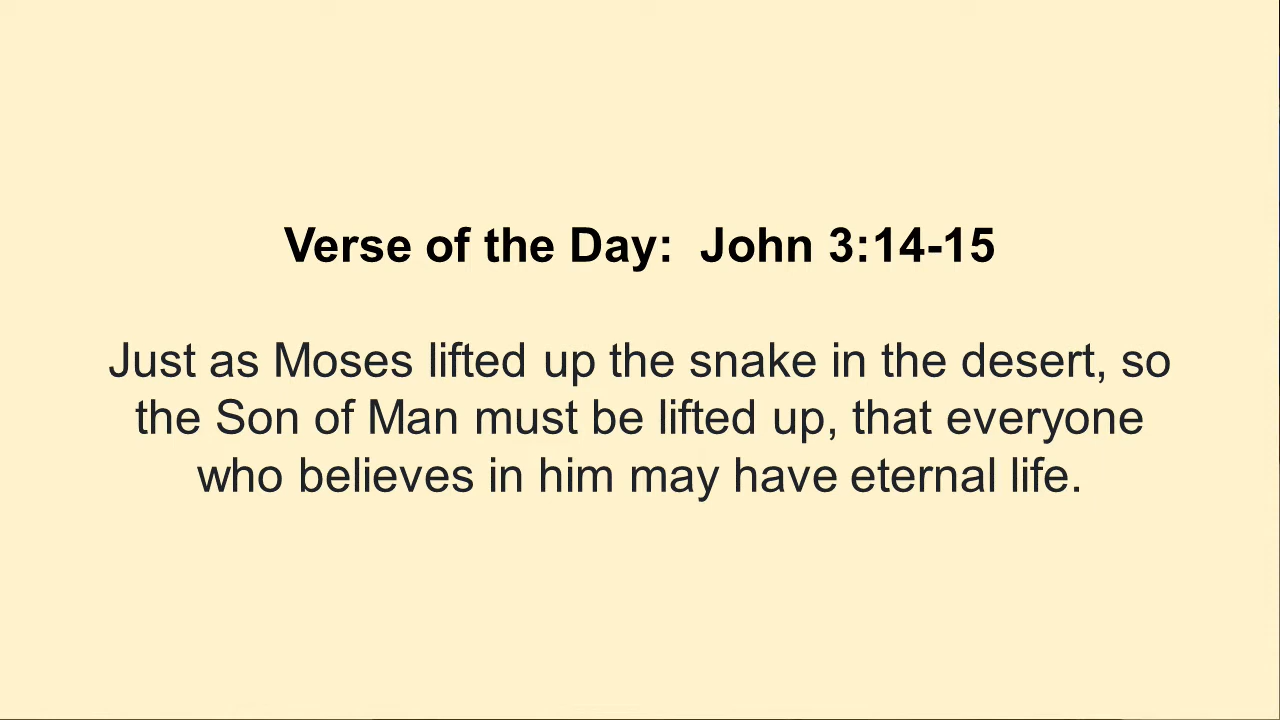 Verse of the Day:  John 3:14-15
Just as Moses lifted up the snake in the desert, so
the Son of Man must be lifted up, that everyone
who believes in him may have eternal life.